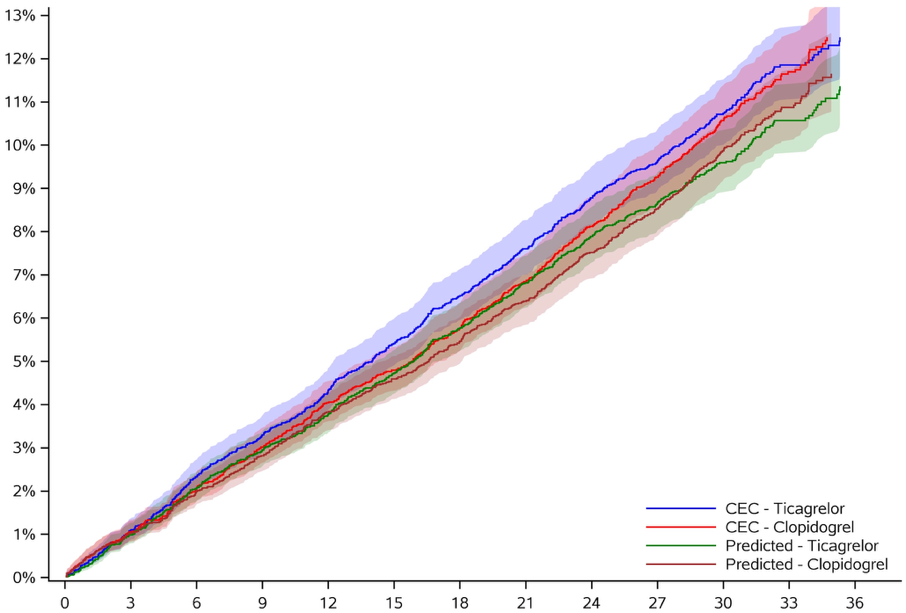 13%
12%
11%
10%
9%
8%
7%
6%
5%
4%
3%
2%
1%
0%
CEC - Ticagrelor
CEC - Clopidogrel
Predicted - Ticagrelor
Predicted - Clopidogrel
0 3 6 9 12 15 18 21 24 27 30 33 36